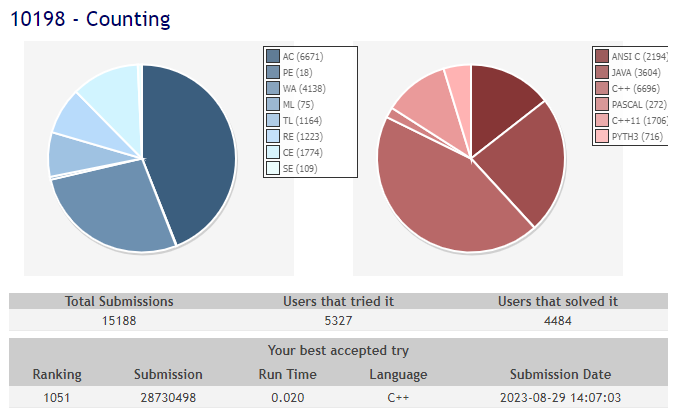 10198 - Counting
AC (6671)
PE (18)
WA (4138)
ML (75)
TL (1164)
RE (1223)
CE (1774)
SE (109)
ANSI C (2194)
JAVA (3604)
C++ (6696)
PASCAL (272)
C++11 (1706)
PYTH3 (716)
Total Submissions Users that tried it Users that solved it
15188 5327 4484
Your best accepted try
Ranking Submission Run Time Language Submission Date
1051 28730498 0.020 C++ 2023-08-29 14:07:03